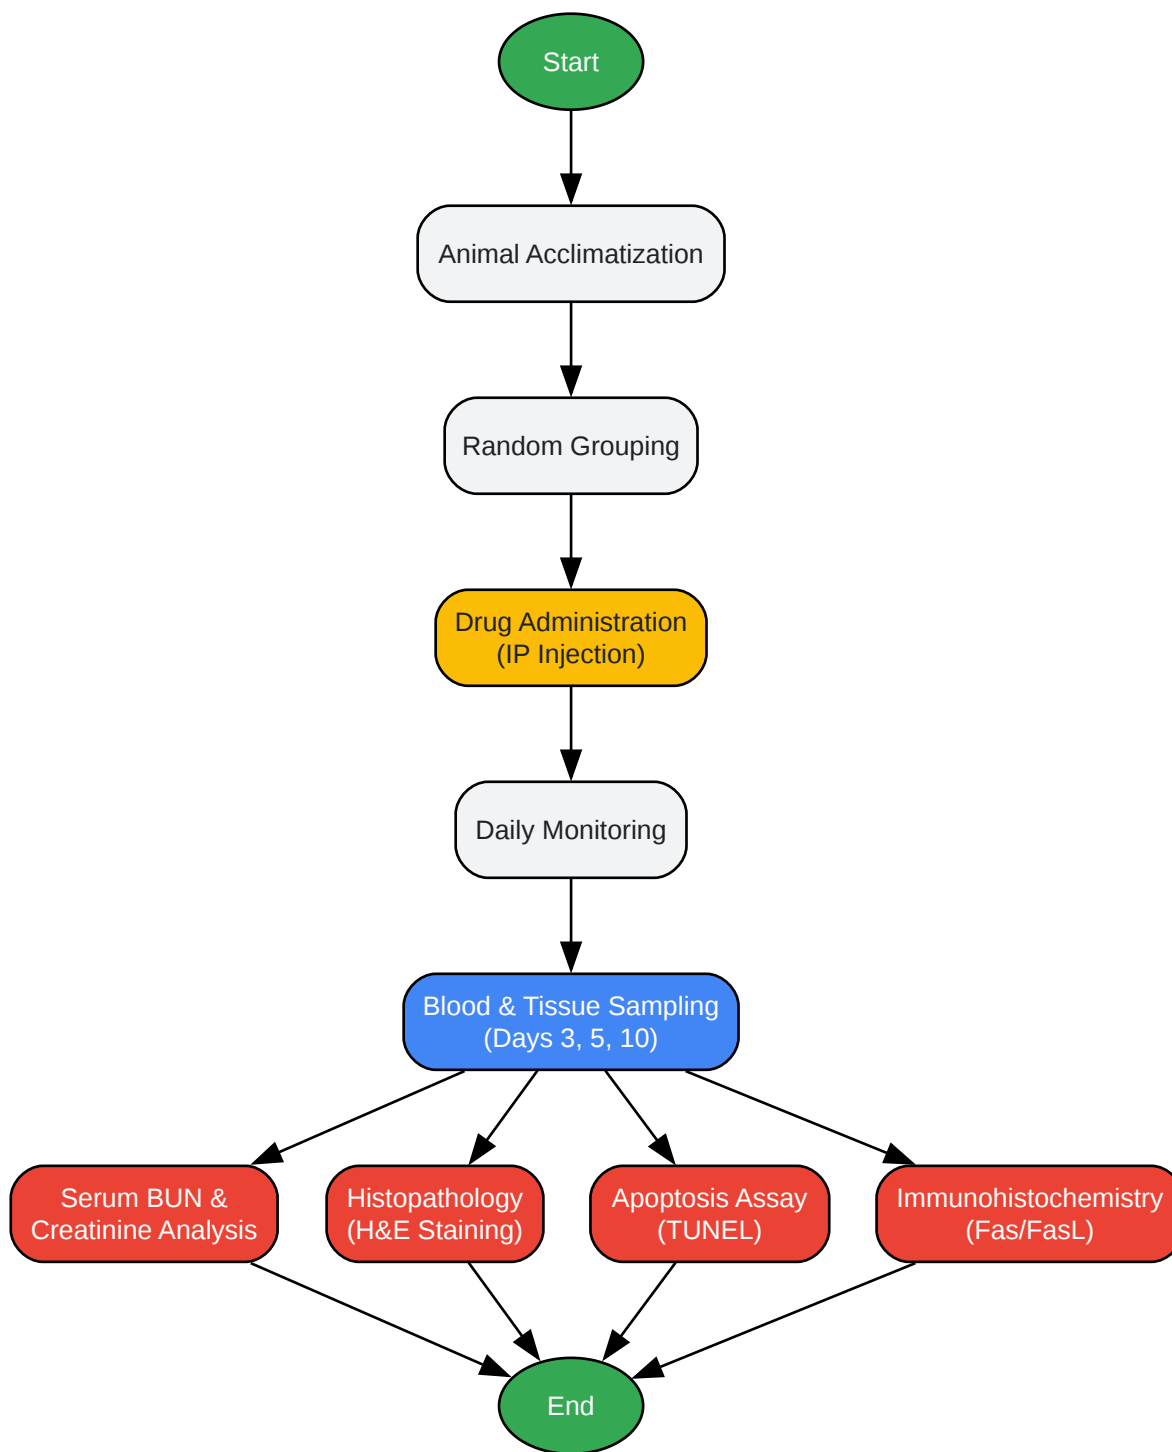 Start
Animal Acclimatization
Random Grouping
Drug Administration
(IP Injection)
Daily Monitoring
Blood & Tissue Sampling
(Days 3, 5, 10)
Serum BUN &
Creatinine Analysis
Histopathology
(H&E Staining)
Apoptosis Assay
(TUNEL)
Immunohistochemistry
(Fas/FasL)
End